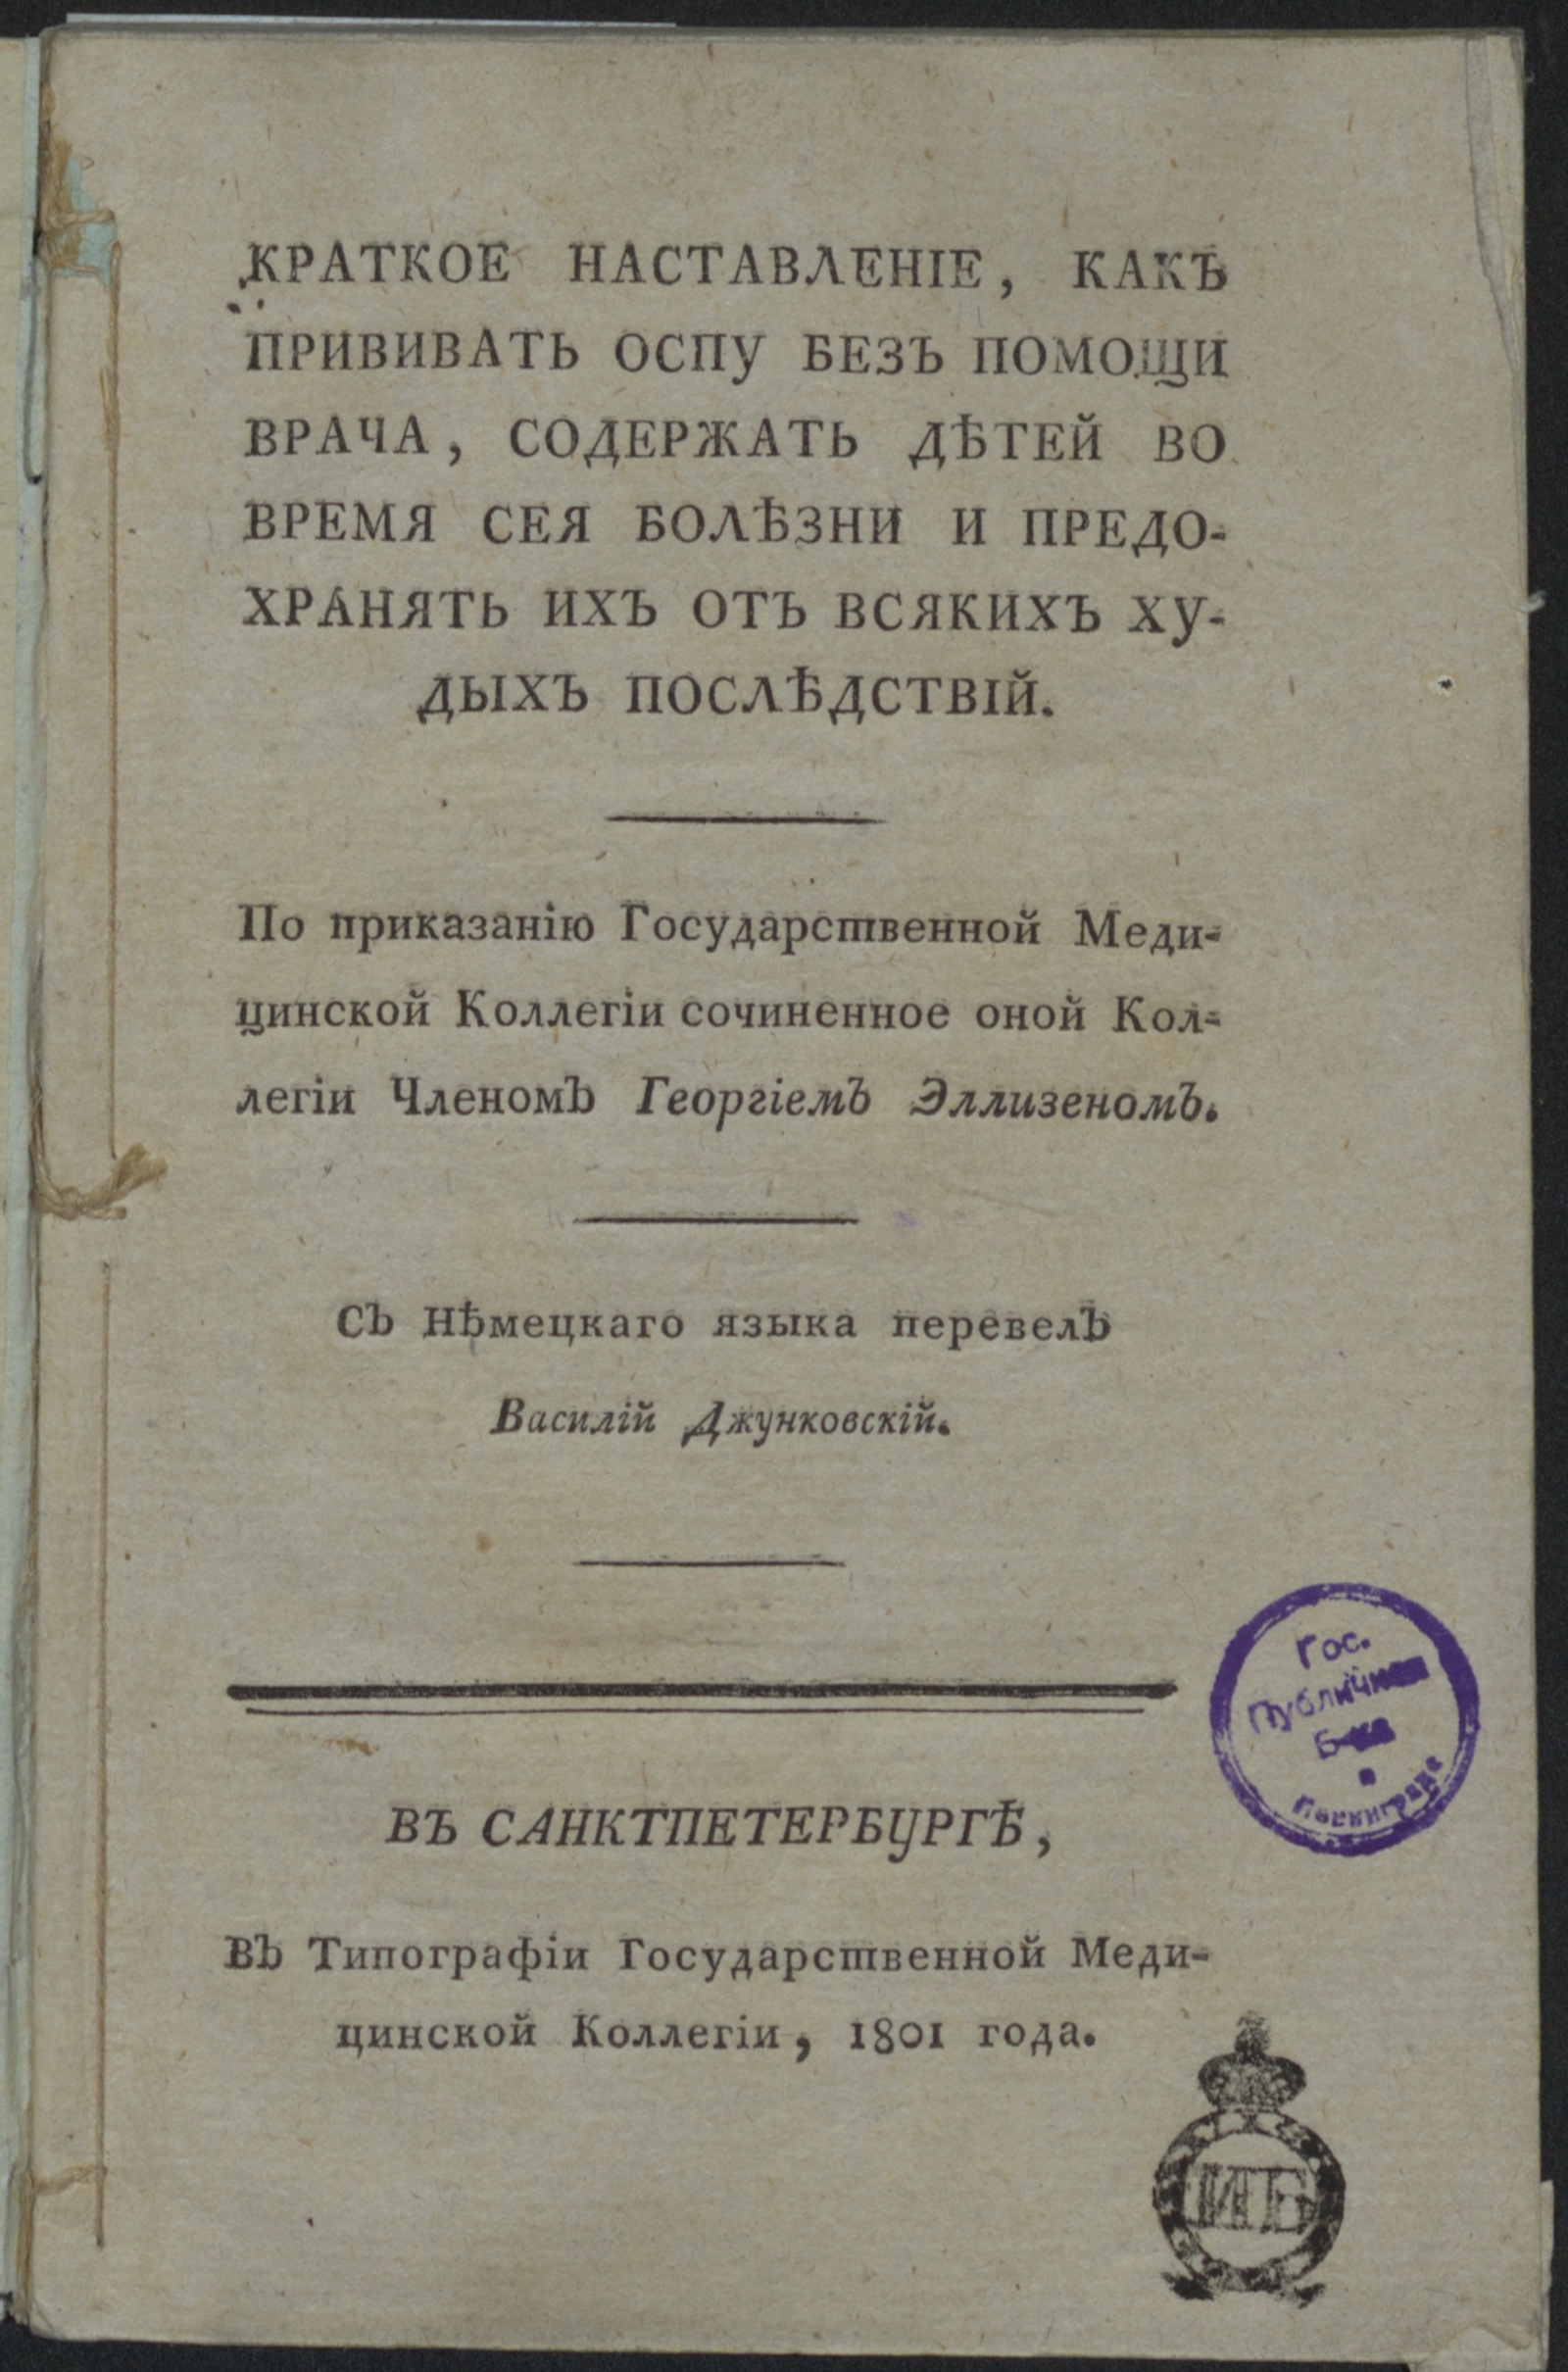 КРАТКОЕ НАСТАВЛЕНІЕ, КАКЪ
ПРИВИВАТЬ ОСПУ БЕЗЪ ПОМОЩИ
ВРАЧА, СОДЕРЖАТЬ ДѢТЕЙ ВО
ВРЕМЯ СЕЯ БОЛѢЗНИ И ПРЕДО-
ХРАНЯТЬ ИХЪ ОТЪ ВСЯКИХЪ ХУ-
ДЫХЪ ПОСЛѢДСТВІЙ.
По приказанію Государственной Меди-
цинской Коллегіи сочиненное оной Кол-
легіи Членомъ Георгіемъ Эллизеномъ.
Съ Нѣмецкаго языка перевелъ
Василій Джунковскій.
Гос.
Публичная
Б-ка
Ленинграде
ВЪ САНКТПЕТЕРБУРГѢ,
Въ Типографіи Государственной Меди-
цинской Коллегіи, 1801 года.
ИПБ